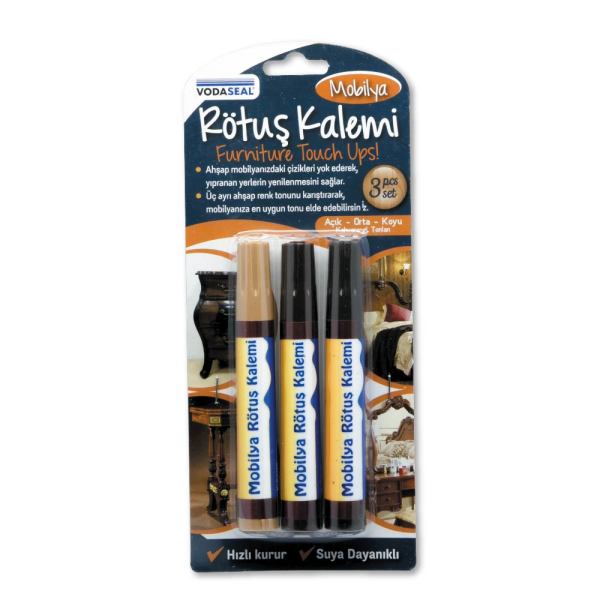 VODASEAL
Mobilya
Rötuş Kalemi
Furniture Touch Ups!
Ahşap mobilyanızdaki çizikleri yok ederek,
yıpranan yerlerin yenilenmesini sağlar.
Üç ayrı ahşap renk tonunu karıştırarak,
mobilyanıza en uygun tonu elde edebilirsiniz.
3 pcs
set
Açık - Orta - Koyu
Tonları
Mobilya Rötuş Kalemi
Mobilya Rötuş Kalemi
Mobilya Rötuş Kalemi
Hızlı kurur
Suya Dayanıklı